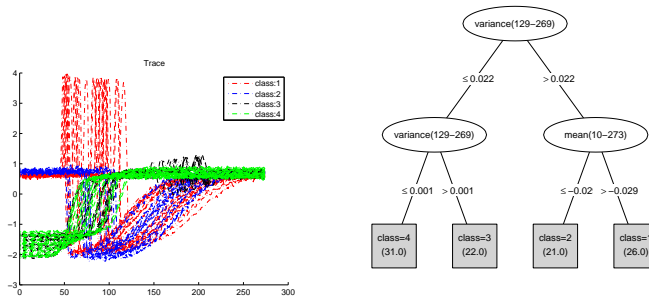 Trace
class:1
class:2
class:3
class:4
4
3
2
1
0
−1
−2
−3
0 50 100 150 200 250 300
variance(129−269)
≤0.022 >0.022
variance(129−269) mean(10−273)
≤ 0.001 > 0.001 ≤−0.02 >−0.029
class=4 class=3 class=2
(31.0) (22.0) (21.0) (26.0)